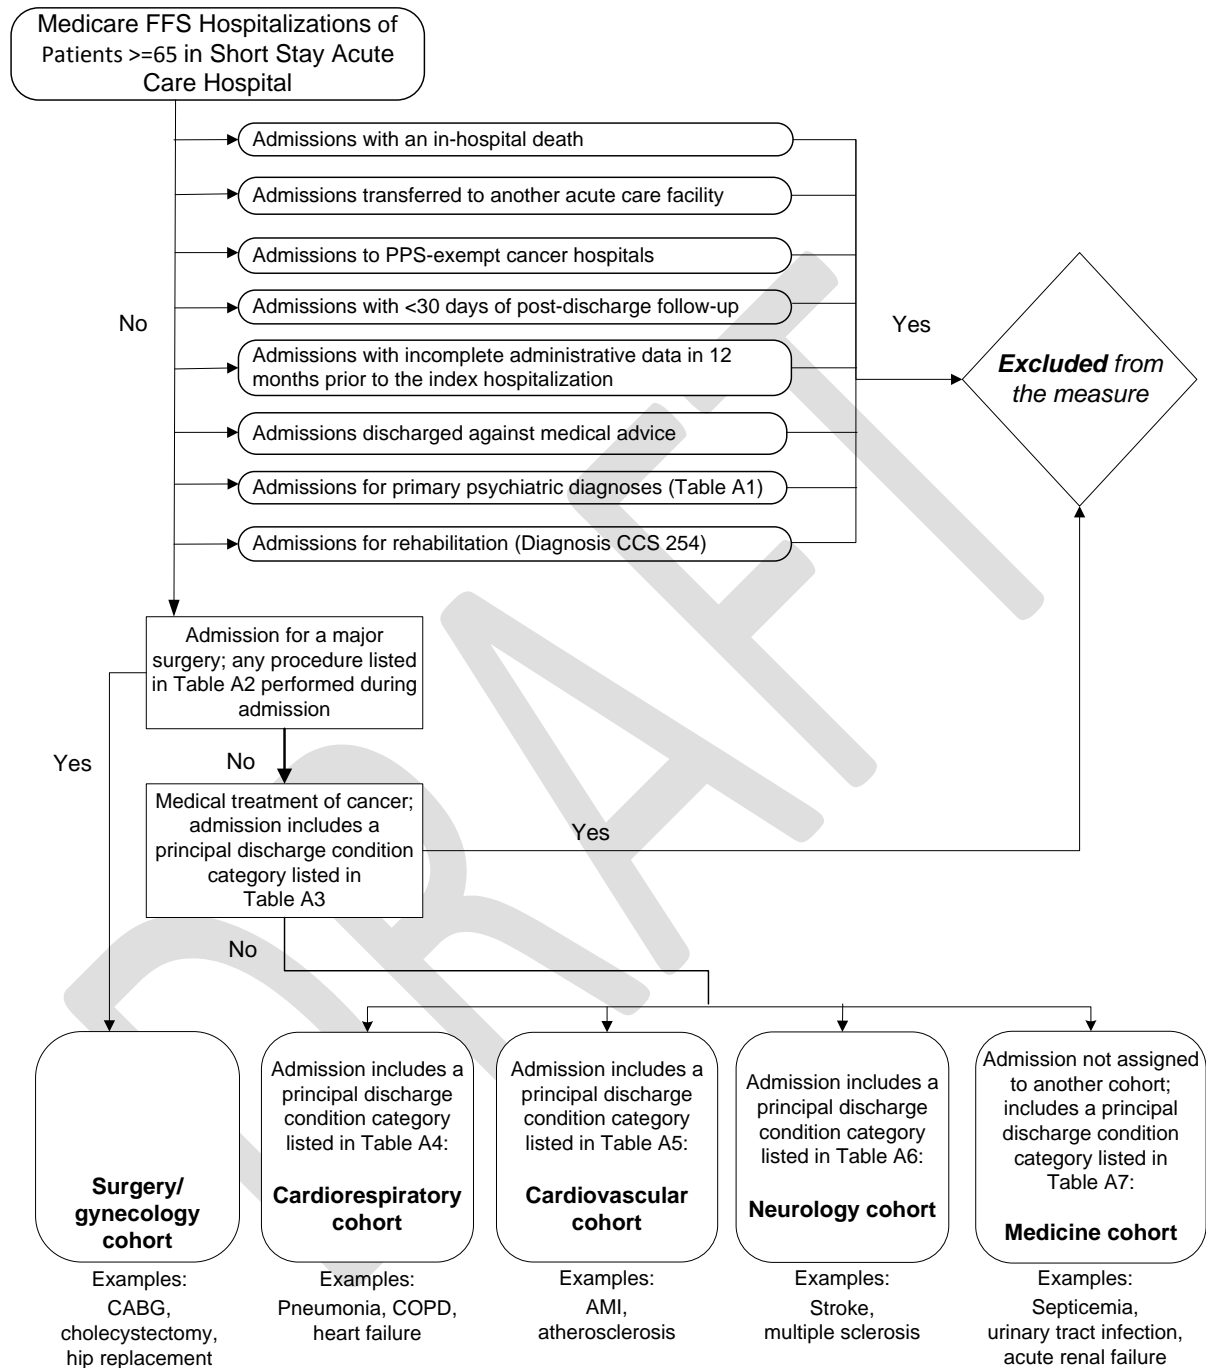 Medicare FFS Hospitalizations of
Patients >=65 in Short Stay Acute
Care Hospital
Admissions with an in-hospital death
Admissions transferred to another acute care facility
Admissions to PPS-exempt cancer hospitals
Admissions with <30 days of post-discharge follow-up
No
Yes
Admissions with incomplete administrative data in 12
months prior to the index hospitalization
Excluded from
the measure
Admissions discharged against medical advice
Admissions for primary psychiatric diagnoses (Table A1)
Admissions for rehabilitation (Diagnosis CCS 254)
Admission for a major
surgery; any procedure listed
in Table A2 performed during
admission
Yes
No
Medical treatment of cancer;
admission includes a
principal discharge condition
category listed in
Table A3
Yes
No
Surgery/
gynecology
cohort
Examples:
CABG,
cholecystectomy,
hip replacement
Admission includes a
principal discharge
condition category
listed in Table A4:
Cardiorespiratory
cohort
Examples:
Pneumonia, COPD,
heart failure
Admission includes a
principal discharge
condition category
listed in Table A5:
Cardiovascular
cohort
Examples:
AMI,
atherosclerosis
Admission includes a
principal discharge
condition category
listed in Table A6:
Neurology cohort
Examples:
Stroke,
multiple sclerosis
Admission not assigned
to another cohort;
includes a principal
discharge condition
category listed in
Table A7:
Medicine cohort
Examples:
Septicemia,
urinary tract infection,
acute renal failure
DRAFT